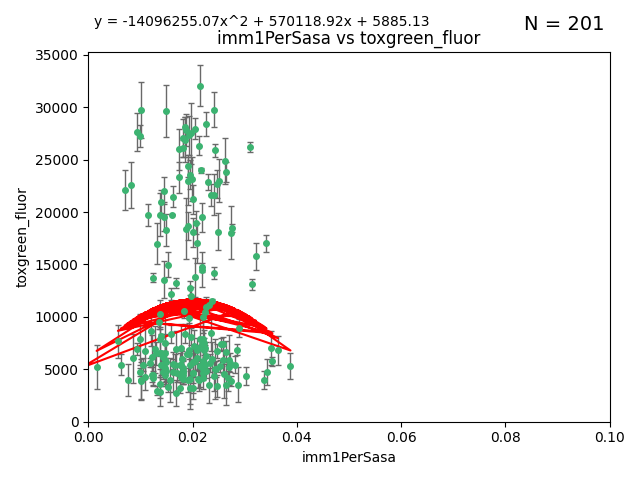 y = -14096255.07x^2 + 570118.92x + 5885.13
N = 201
imm1PerSasa vs toxgreen_fluor
35000
30000
25000
20000
15000
10000
5000
0
toxgreen_fluor
0.00 0.02 0.04 0.06 0.08 0.10
imm1PerSasa